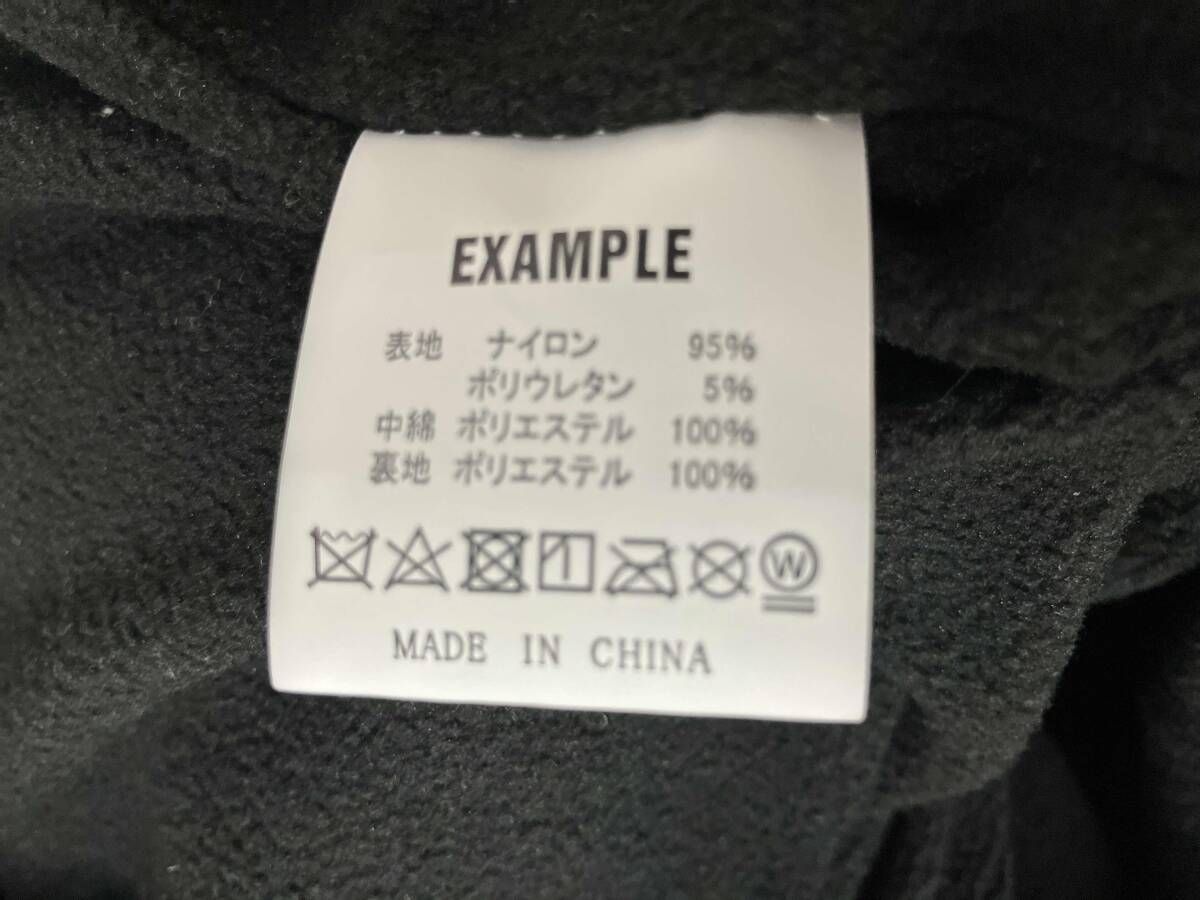 EXAMPLE
表地 ナイロン 95%
ポリウレタン 5%
中綿 ポリエステル 100%
裏地 ポリエステル 100%
W
MADE IN CHINA